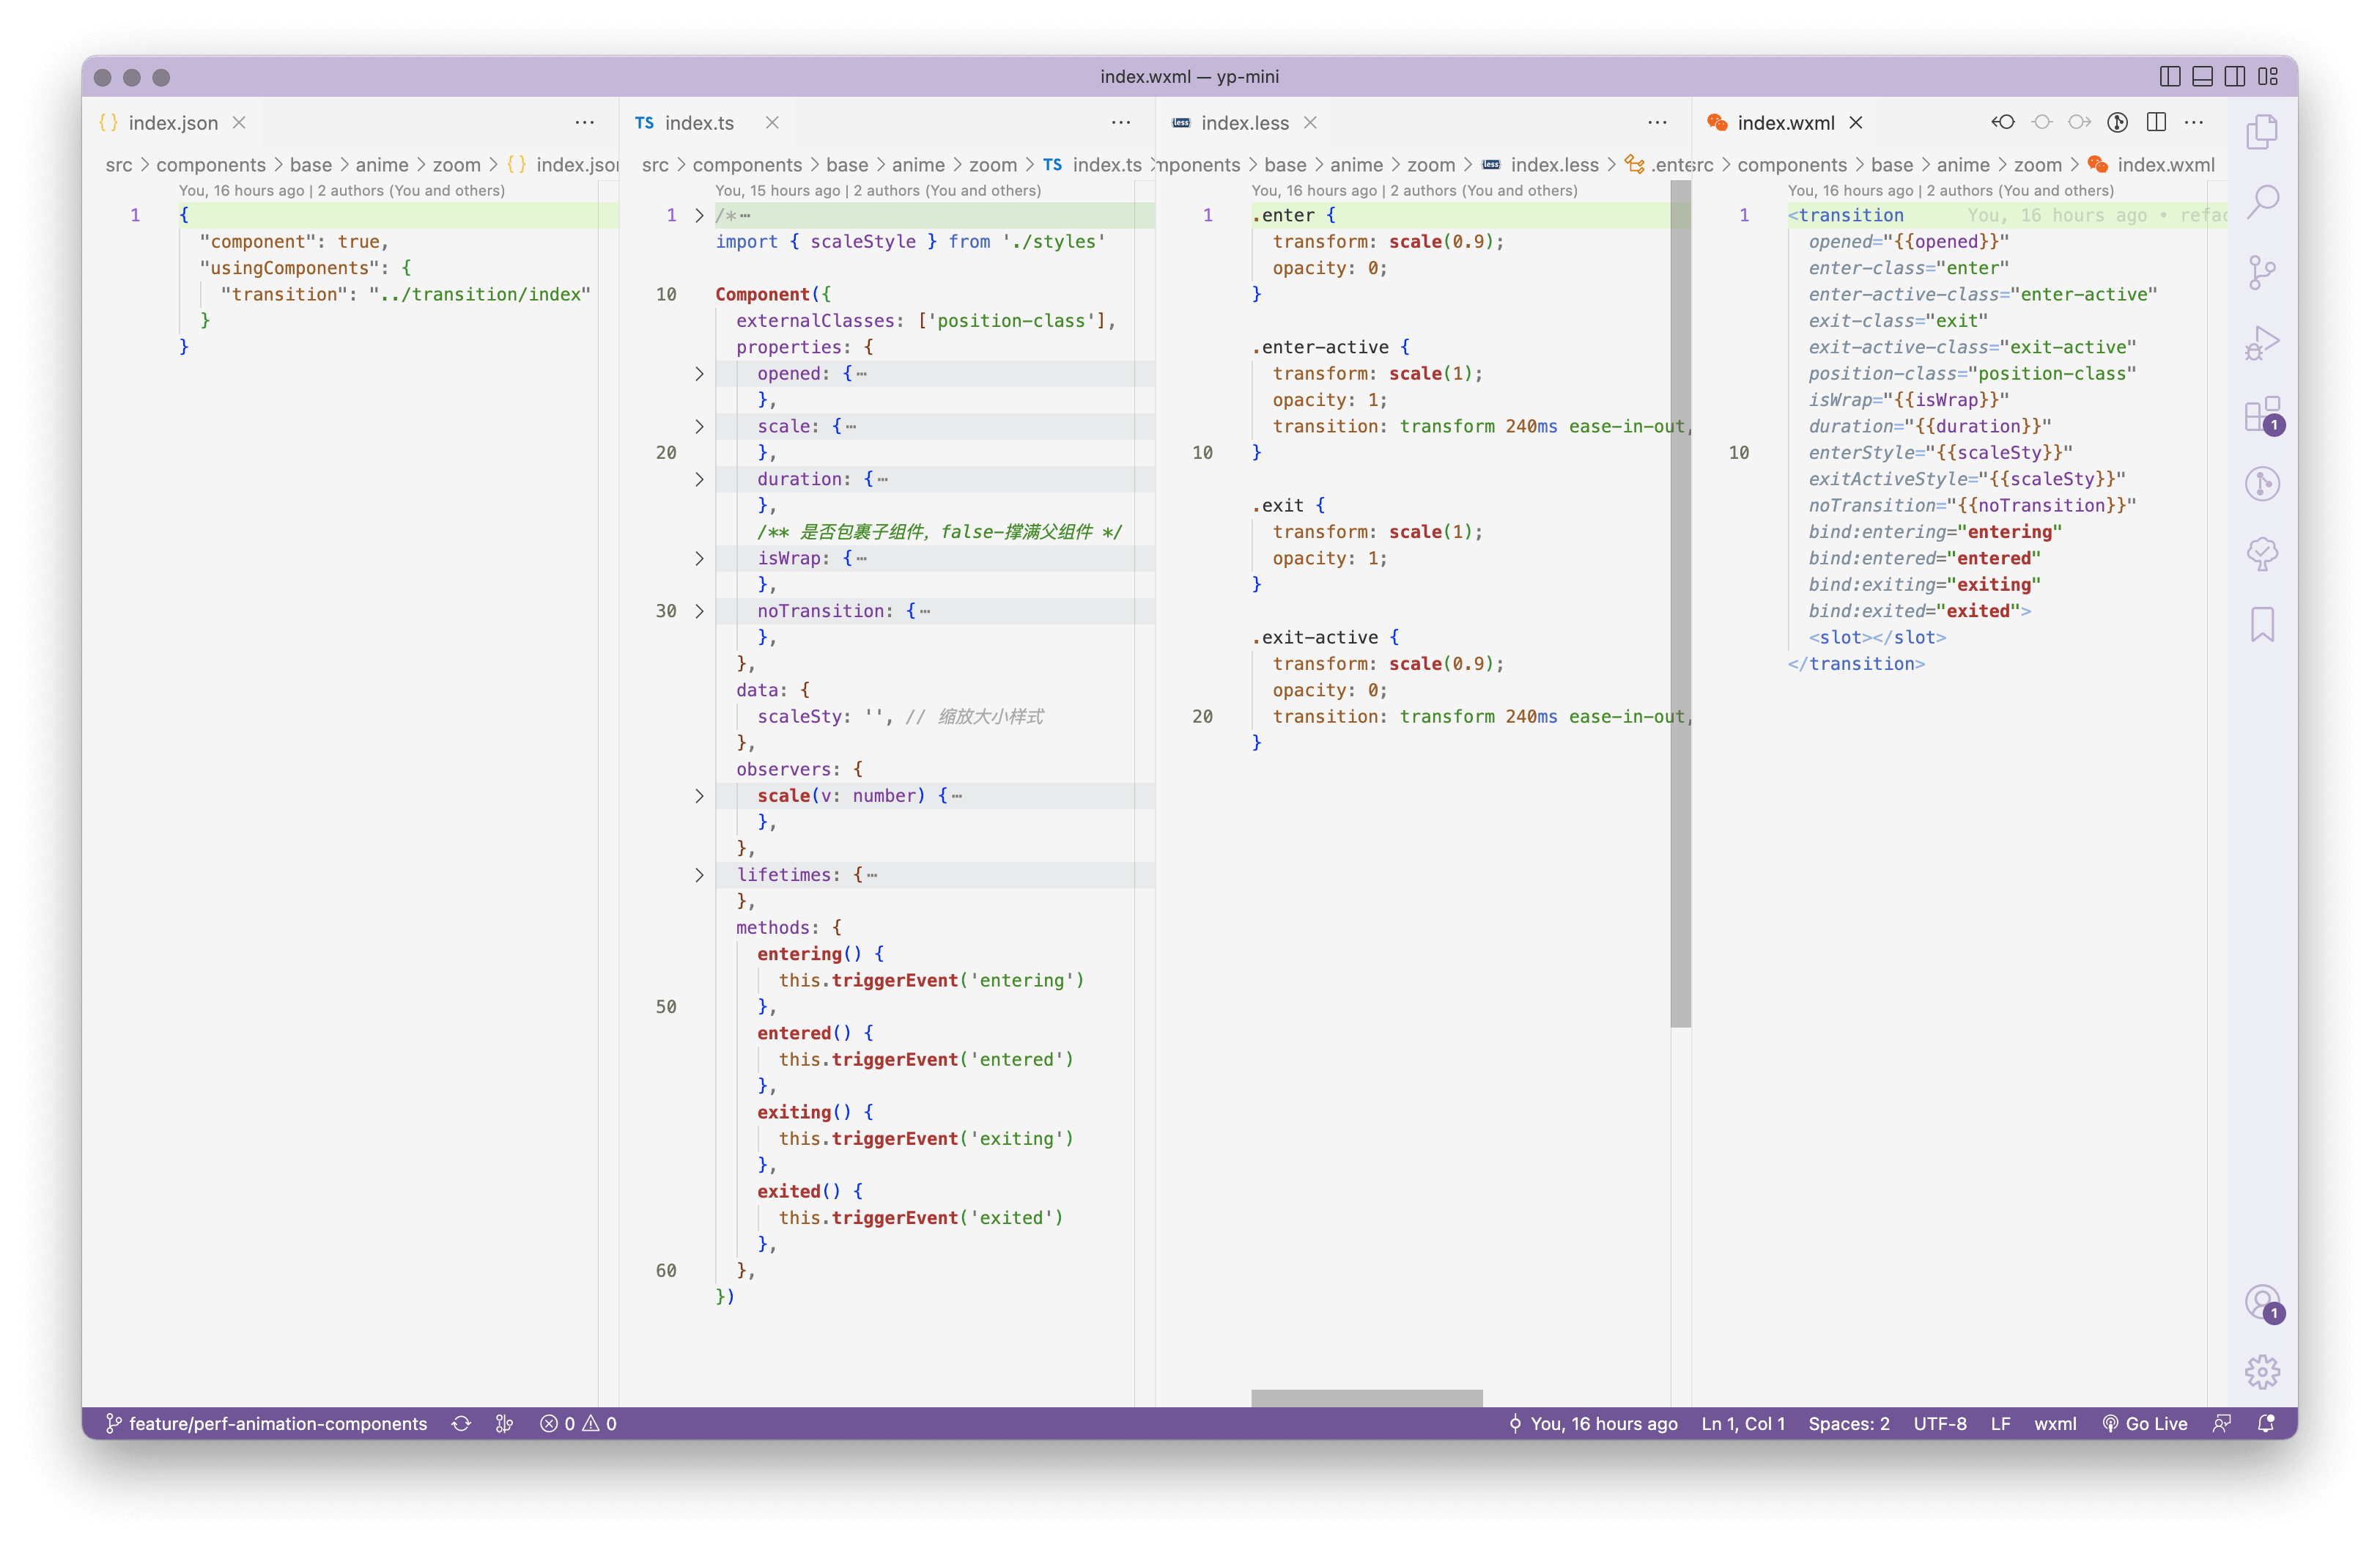 index.wxml — yp-mini
index.json
src > components > base > anime > zoom > index.json
You, 16 hours ago | 2 authors (You and others)
1 {
"component": true,
"usingComponents": {
"transition": "../transition/index"
}
}
TS index.ts
src > components > base > anime > zoom > TS index.ts
You, 15 hours ago | 2 authors (You and others)
1 /*⋯
import { scaleStyle } from './styles'
10 Component({
externalClasses: ['position-class'],
properties: {
opened: {⋯
},
scale: {⋯
20 },
duration: {⋯
},
/** 是否包裹子组件，false-撑满父组件 */
isWrap: {⋯
},
30 noTransition: {⋯
},
},
data: {
scaleSty: '', // 缩放大小样式
},
observers: {
scale(v: number) {⋯
},
},
lifetimes: {⋯
},
methods: {
entering() {
this.triggerEvent('entering')
50 },
entered() {
this.triggerEvent('entered')
},
exiting() {
this.triggerEvent('exiting')
},
exited() {
this.triggerEvent('exited')
},
60 },
})
less index.less
mponents > base > anime > zoom > less index.less > .ente
You, 16 hours ago | 2 authors (You and others)
1 .enter {
transform: scale(0.9);
opacity: 0;
}
.enter-active {
transform: scale(1);
opacity: 1;
transition: transform 240ms ease-in-out,
10 }
.exit {
transform: scale(1);
opacity: 1;
}
.exit-active {
transform: scale(0.9);
opacity: 0;
20 transition: transform 240ms ease-in-out,
}
index.wxml
src > components > base > anime > zoom > index.wxml
You, 16 hours ago | 2 authors (You and others)
1 <transition You, 16 hours ago • refac
opened="{{opened}}"
enter-class="enter"
enter-active-class="enter-active"
exit-class="exit"
exit-active-class="exit-active"
position-class="position-class"
isWrap="{{isWrap}}"
duration="{{duration}}"
10 enterStyle="{{scaleSty}}"
exitActiveStyle="{{scaleSty}}"
noTransition="{{noTransition}}"
bind:entering="entering"
bind:entered="entered"
bind:exiting="exiting"
bind:exited="exited">
<slot></slot>
</transition>
1
1
feature/perf-animation-components 0 0 You, 16 hours ago Ln 1, Col 1 Spaces: 2 UTF-8 LF wxml Go Live